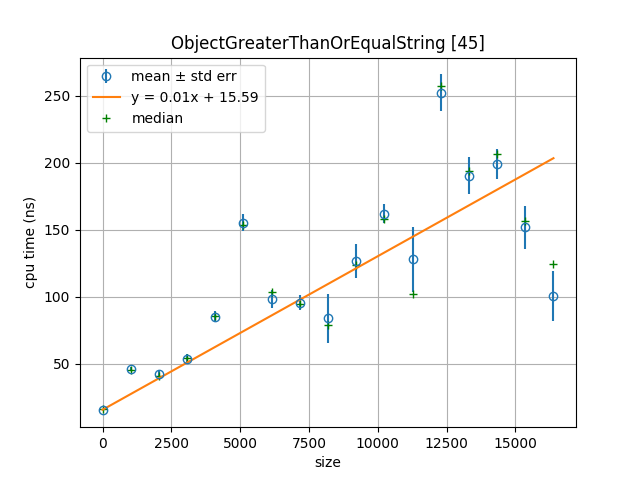 ObjectGreaterThanOrEqualString [45]
mean ± std err
y = 0.01x + 15.59
median
250
200
150
100
50
cpu time (ns)
0 2500 5000 7500 10000 12500 15000
size